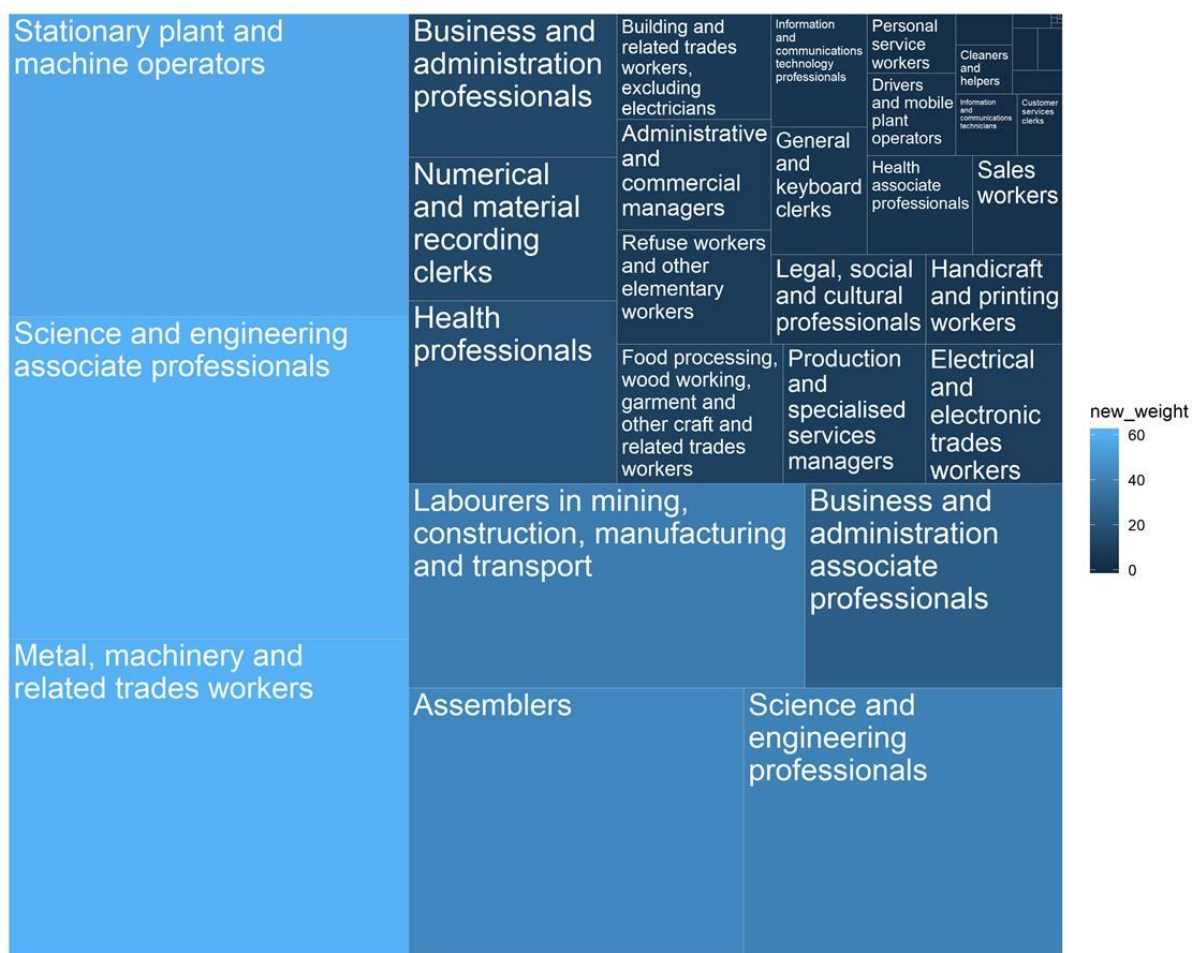 Stationary plant and
machine operators
Science and engineering
associate professionals
Metal, machinery and
related trades workers
Business and
administration
professionals
Numerical
and material
recording
clerks
Health
professionals
Building and
related trades
workers,
excluding
electricians
Administrative
and
commercial
managers
Refuse workers
and other
elementary
workers
Food processing,
wood working,
garment and
other craft and
related trades
workers
Information
and
communications
technology
professionals
General
and
keyboard
clerks
Personal
service
workers
Drivers
and mobile
plant
operators
Cleaners
and
helpers
Information
and
communications
technicians
Customer
services
clerks
Health
associate
professionals
Sales
workers
Legal, social
and cultural
professionals
Handicraft
and printing
workers
Production
and
specialised
services
managers
Electrical
and
electronic
trades
workers
Labourers in mining,
construction, manufacturing
and transport
Business and
administration
associate
professionals
Assemblers
Science and
engineering
professionals
new_weight
60
40
20
0